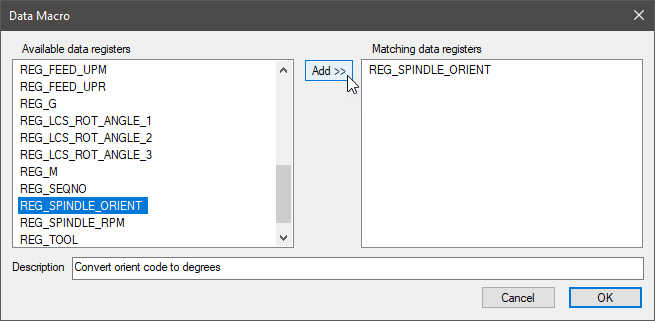 Data Macro
Available data registers
REG_FEED_UPM
REG_FEED_UPR
REG_G
REG_LCS_ROT_ANGLE_1
REG_LCS_ROT_ANGLE_2
REG_LCS_ROT_ANGLE_3
REG_M
REG_SEQNO
REG_SPINDLE_ORIENT
REG_SPINDLE_RPM
REG_TOOL
Add >>
Matching data registers
REG_SPINDLE_ORIENT
Description
Convert orient code to degrees
Cancel
OK